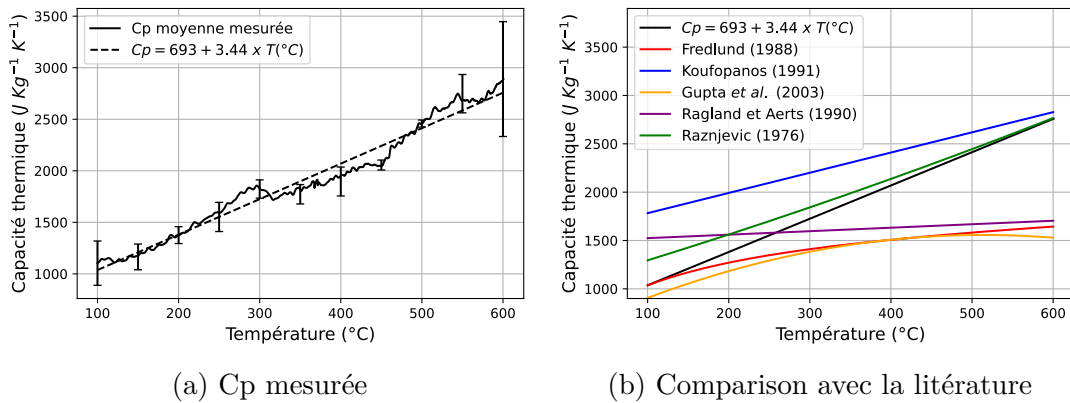 Cp moyenne mesurée
Cp = 693 + 3.44 x T(°C)
3500
3000
2500
2000
1500
1000
Capacité thermique (J Kg⁻¹ K⁻¹)
100 200 300 400 500 600
Température (°C)
(a) Cp mesurée
Cp = 693 + 3.44 x T(°C)
Fredlund (1988)
Koufopanos (1991)
Gupta et al. (2003)
Ragland et Aerts (1990)
Raznjevic (1976)
3500
3000
2500
2000
1500
1000
Capacité thermique (J Kg⁻¹ K⁻¹)
100 200 300 400 500 600
Température (°C)
(b) Comparison avec la litérature